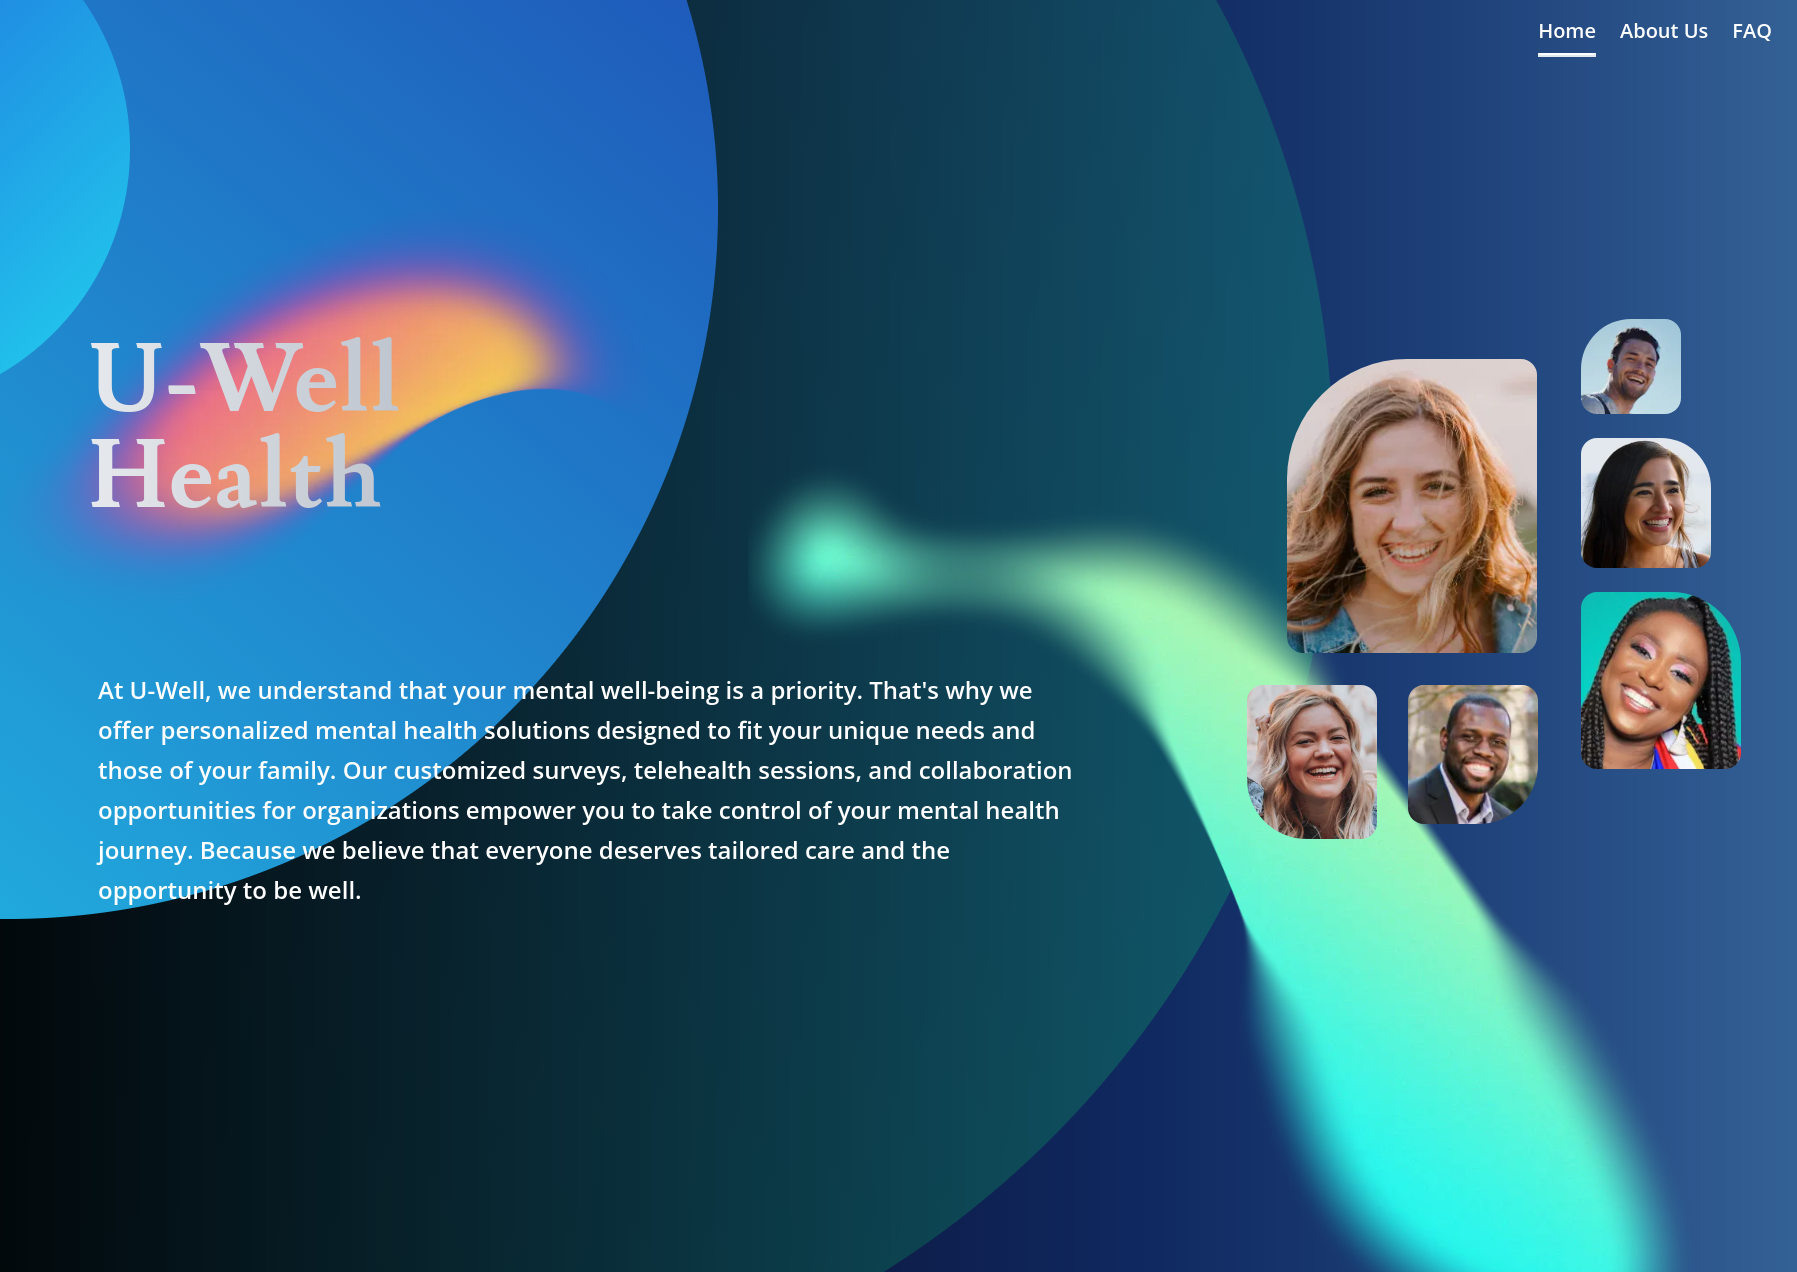 Home About Us FAQ
U-Well
Health
At U-Well, we understand that your mental well-being is a priority. That's why we
offer personalized mental health solutions designed to fit your unique needs and
those of your family. Our customized surveys, telehealth sessions, and collaboration
opportunities for organizations empower you to take control of your mental health
journey. Because we believe that everyone deserves tailored care and the
opportunity to be well.